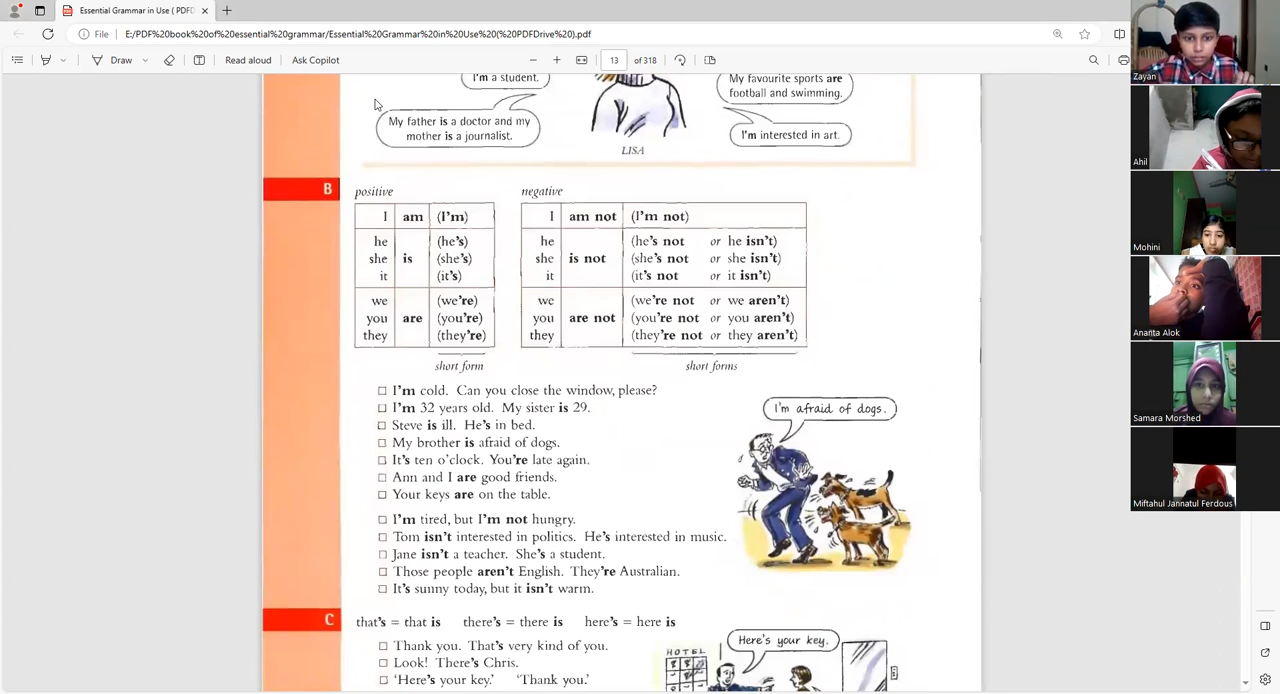 Essential Grammar in Use ( PDFD
File
E:/PDF%20book%20of%20essential%20grammar/Essential%20Grammar%20in%20Use%20(%20PDFDrive%20).pdf
Draw
Read aloud
Ask Copilot
13 of 318
I'm a student.
My favourite sports are
football and swimming.
My father is a doctor and my
mother is a journalist.
I'm interested in art.
LISA
B
positive
I am (I'm)
he (he's)
she is (she's)
it (it's)
we (we're)
you are (you're)
they (they're)
short form
negative
I am not (I'm not)
he (he's not or he isn't)
she is not (she's not or she isn't)
it (it's not or it isn't)
we (we're not or we aren't)
you are not (you're not or you aren't)
they (they're not or they aren't)
short forms
I'm cold. Can you close the window, please?
I'm 32 years old. My sister is 29.
Steve is ill. He's in bed.
My brother is afraid of dogs.
It's ten o'clock. You're late again.
Ann and I are good friends.
Your keys are on the table.
I'm afraid of dogs.
I'm tired, but I'm not hungry.
Tom isn't interested in politics. He's interested in music.
Jane isn't a teacher. She's a student.
Those people aren't English. They're Australian.
It's sunny today, but it isn't warm.
C
that's = that is there's = there is here's = here is
Thank you. That's very kind of you.
Look! There's Chris.
'Here's your key.' 'Thank you.'
HOTEL
Here's your key.
Zayan
Ahil
Mohini
Ananta Alok
Samara Morshed
Miftahul Jannatul Ferdous